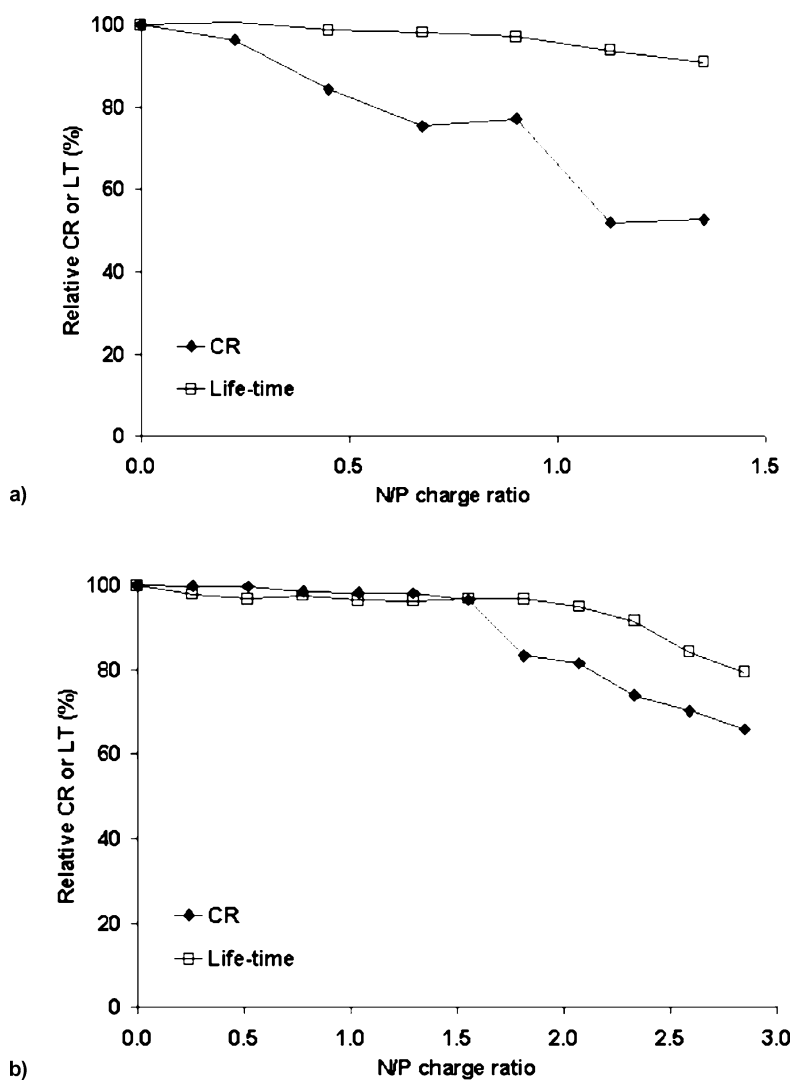 100
80
60
40
20
0
Relative CR or LT (%)
CR
Life-time
0.0 0.5 1.0 1.5
N/P charge ratio
a)
100
80
60
40
20
0
Relative CR or LT (%)
CR
Life-time
0.0 0.5 1.0 1.5 2.0 2.5 3.0
N/P charge ratio
b)